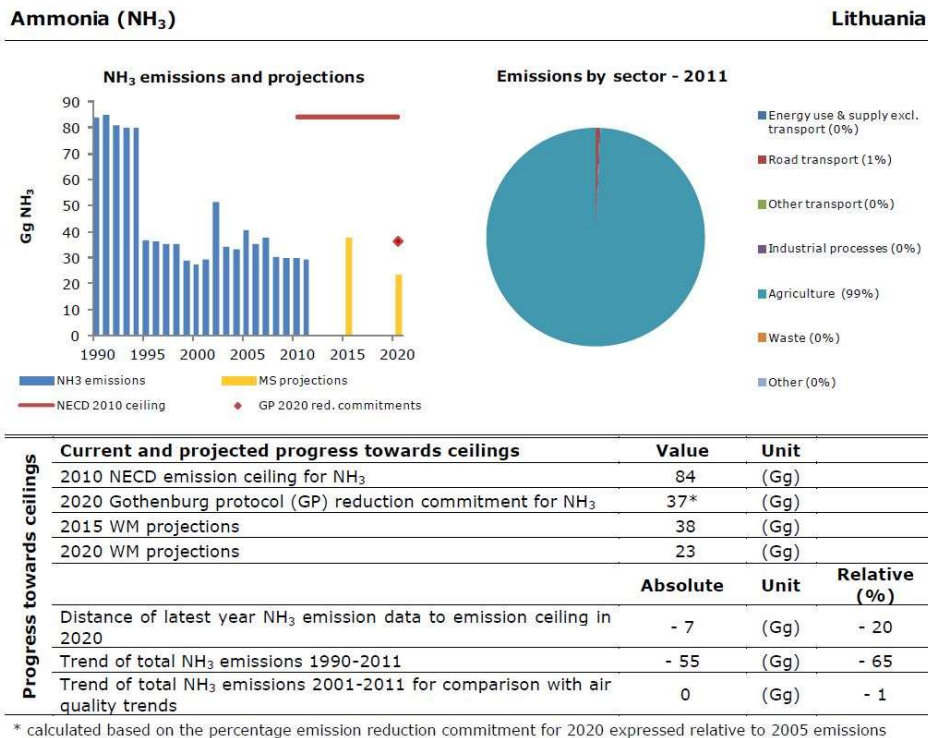 Ammonia (NH₃) Lithuania
NH₃ emissions and projections
Gg NH₃
90
80
70
60
50
40
30
20
10
0
1990 1995 2000 2005 2010 2015 2020
NH3 emissions MS projections
NECD 2010 ceiling GP 2020 red. commitments
Emissions by sector - 2011
Energy use & supply excl.
transport (0%)
Road transport (1%)
Other transport (0%)
Industrial processes (0%)
Agriculture (99%)
Waste (0%)
Other (0%)
Progress towards ceilings
Current and projected progress towards ceilings Value Unit
2010 NECD emission ceiling for NH₃ 84 (Gg)
2020 Gothenburg protocol (GP) reduction commitment for NH₃ 37* (Gg)
2015 WM projections 38 (Gg)
2020 WM projections 23 (Gg)
Absolute Unit Relative
(%)
Distance of latest year NH₃ emission data to emission ceiling in
2020 - 7 (Gg) - 20
Trend of total NH₃ emissions 1990-2011 - 55 (Gg) - 65
Trend of total NH₃ emissions 2001-2011 for comparison with air
quality trends 0 (Gg) - 1
* calculated based on the percentage emission reduction commitment for 2020 expressed relative to 2005 emissions